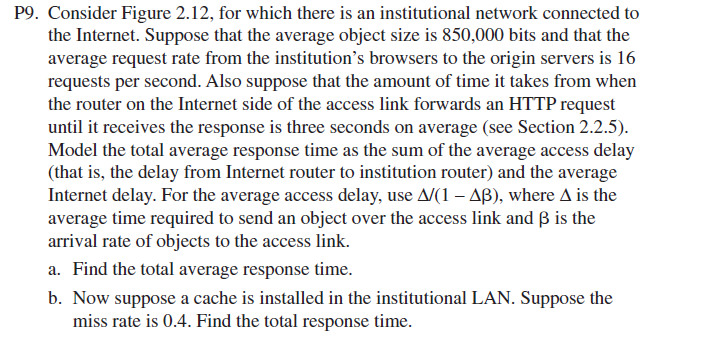 P9. Consider Figure 2.12, for which there is an institutional network connected to
the Internet. Suppose that the average object size is 850,000 bits and that the
average request rate from the institution’s browsers to the origin servers is 16
requests per second. Also suppose that the amount of time it takes from when
the router on the Internet side of the access link forwards an HTTP request
until it receives the response is three seconds on average (see Section 2.2.5).
Model the total average response time as the sum of the average access delay
(that is, the delay from Internet router to institution router) and the average
Internet delay. For the average access delay, use Δ/(1 – Δβ), where Δ is the
average time required to send an object over the access link and β is the
arrival rate of objects to the access link.
a. Find the total average response time.
b. Now suppose a cache is installed in the institutional LAN. Suppose the
miss rate is 0.4. Find the total response time.